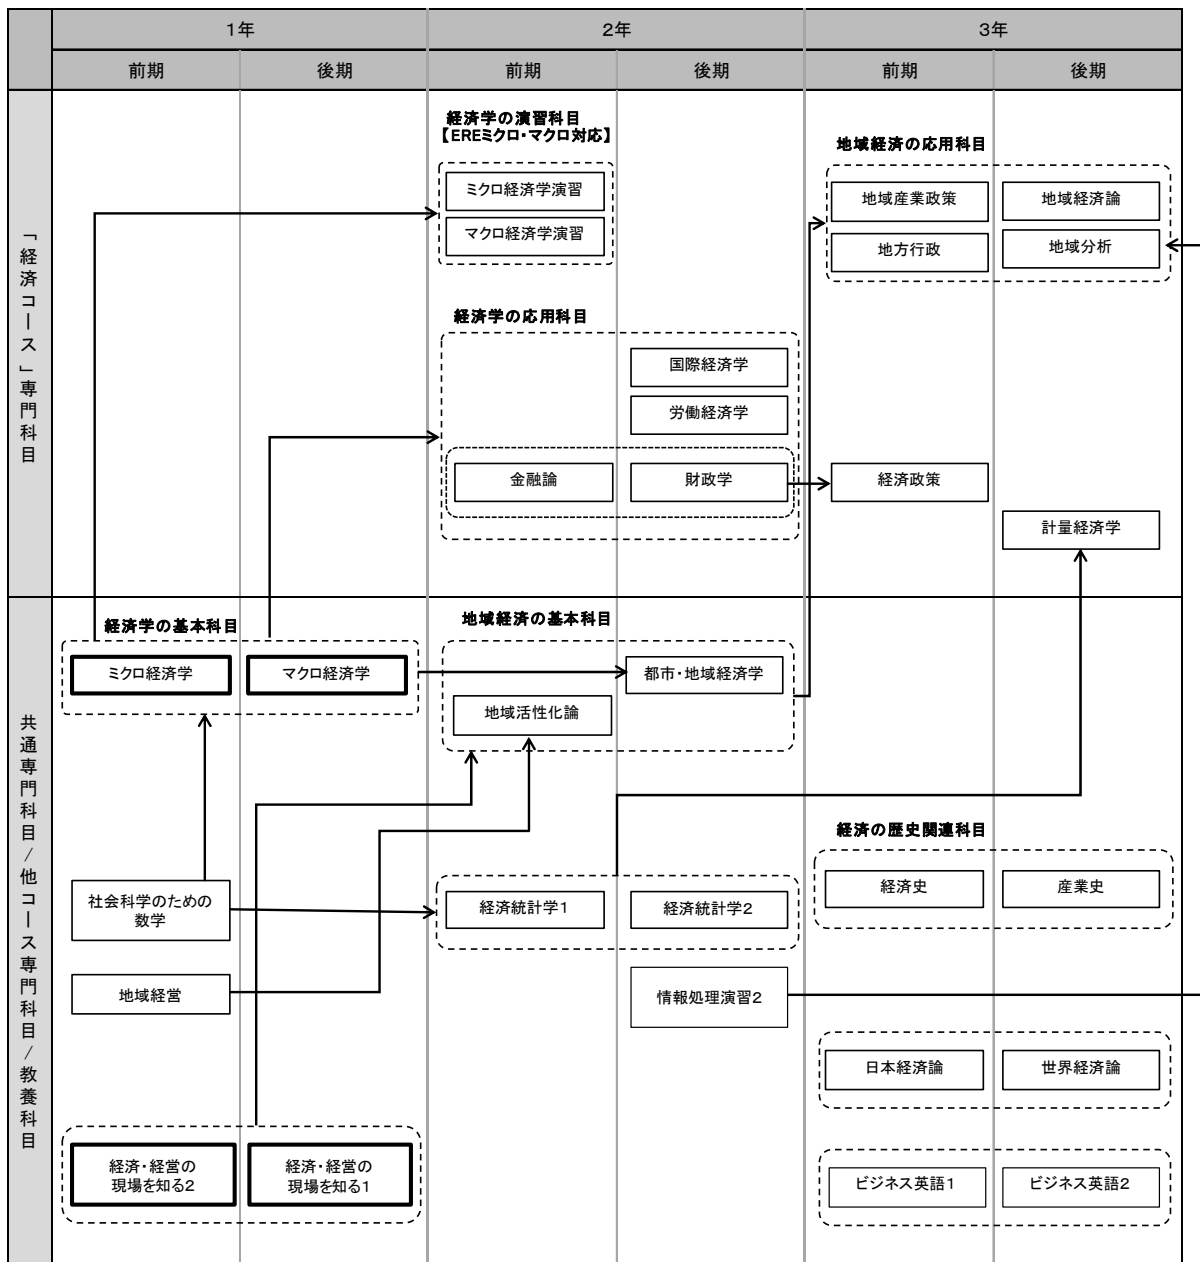 1年
2年
3年
前期
後期
前期
後期
前期
後期
「経済コース」専門科目
経済学の演習科目
【EREミクロ・マクロ対応】
ミクロ経済学演習
マクロ経済学演習
地域経済の応用科目
地域産業政策
地域経済論
地方行政
地域分析
経済学の応用科目
国際経済学
労働経済学
金融論
財政学
経済政策
計量経済学
共通専門科目/他コース専門科目/教養科目
経済学の基本科目
ミクロ経済学
マクロ経済学
地域経済の基本科目
都市・地域経済学
地域活性化論
社会科学のための
数学
経済統計学1
経済統計学2
経済の歴史関連科目
経済史
産業史
地域経営
情報処理演習2
日本経済論
世界経済論
経済・経営の
現場を知る2
経済・経営の
現場を知る1
ビジネス英語1
ビジネス英語2